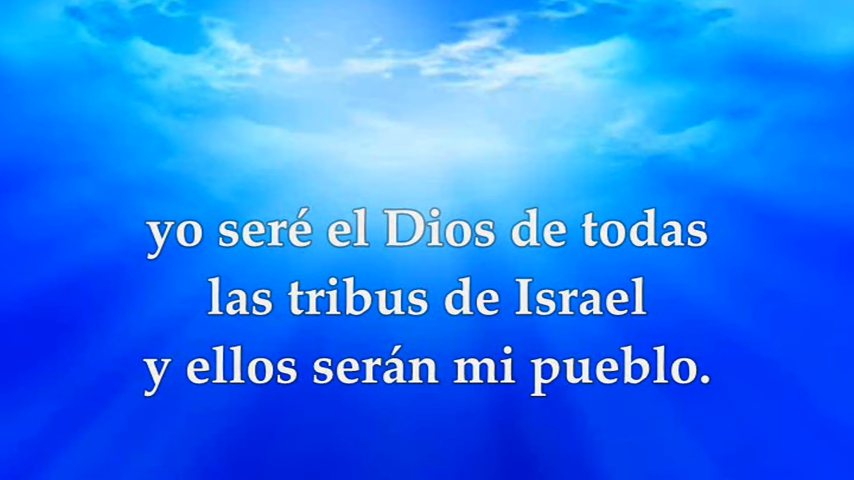 yo seré el Dios de todas
las tribus de Israel
y ellos serán mi pueblo.